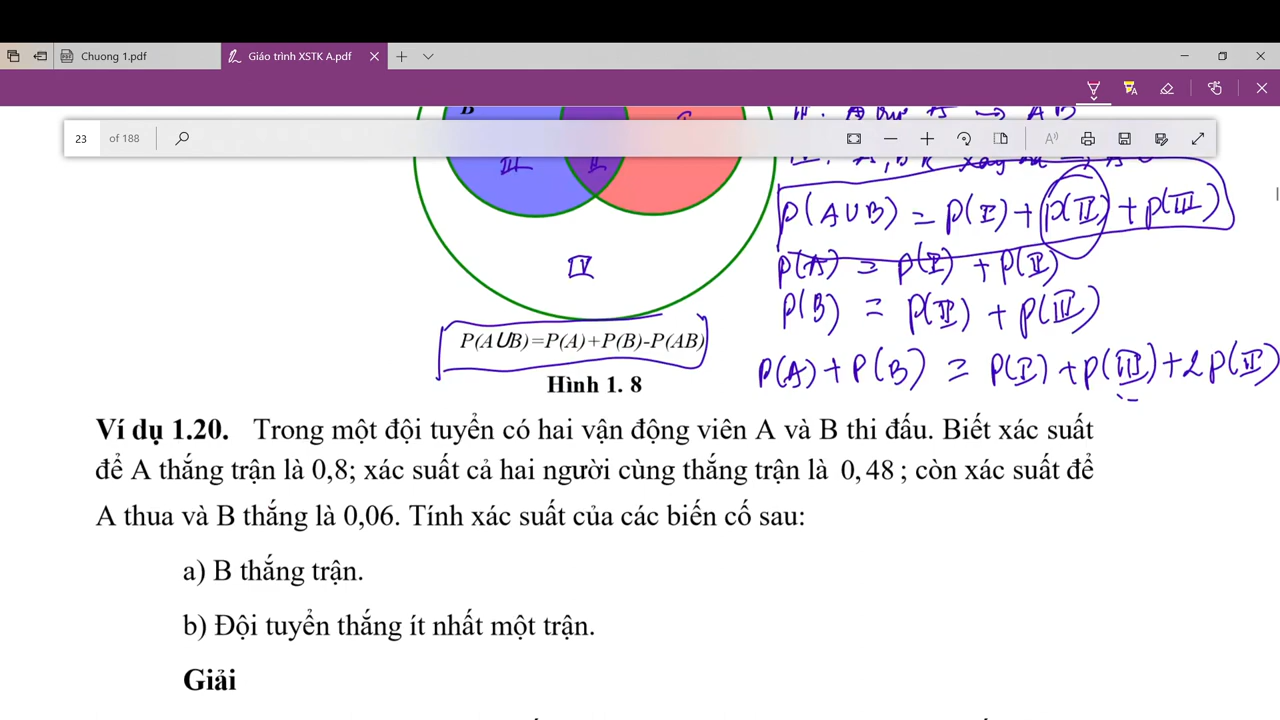 Chuong 1.pdf
Giáo trình XSTK A.pdf
23 of 188
B
III
II
IV
AB
P(A∪B) = P(I) + P(II) + P(III)
P(A) = P(I) + P(II)
P(B) = P(II) + P(III)
P(A∪B)=P(A)+P(B)-P(AB)
P(A) + P(B) = P(I) + P(III) + 2P(II)
Hình 1. 8
Ví dụ 1.20. Trong một đội tuyển có hai vận động viên A và B thi đấu. Biết xác suất
để A thắng trận là 0,8; xác suất cả hai người cùng thắng trận là 0,48 ; còn xác suất để
A thua và B thắng là 0,06. Tính xác suất của các biến cố sau:
a) B thắng trận.
b) Đội tuyển thắng ít nhất một trận.
Giải